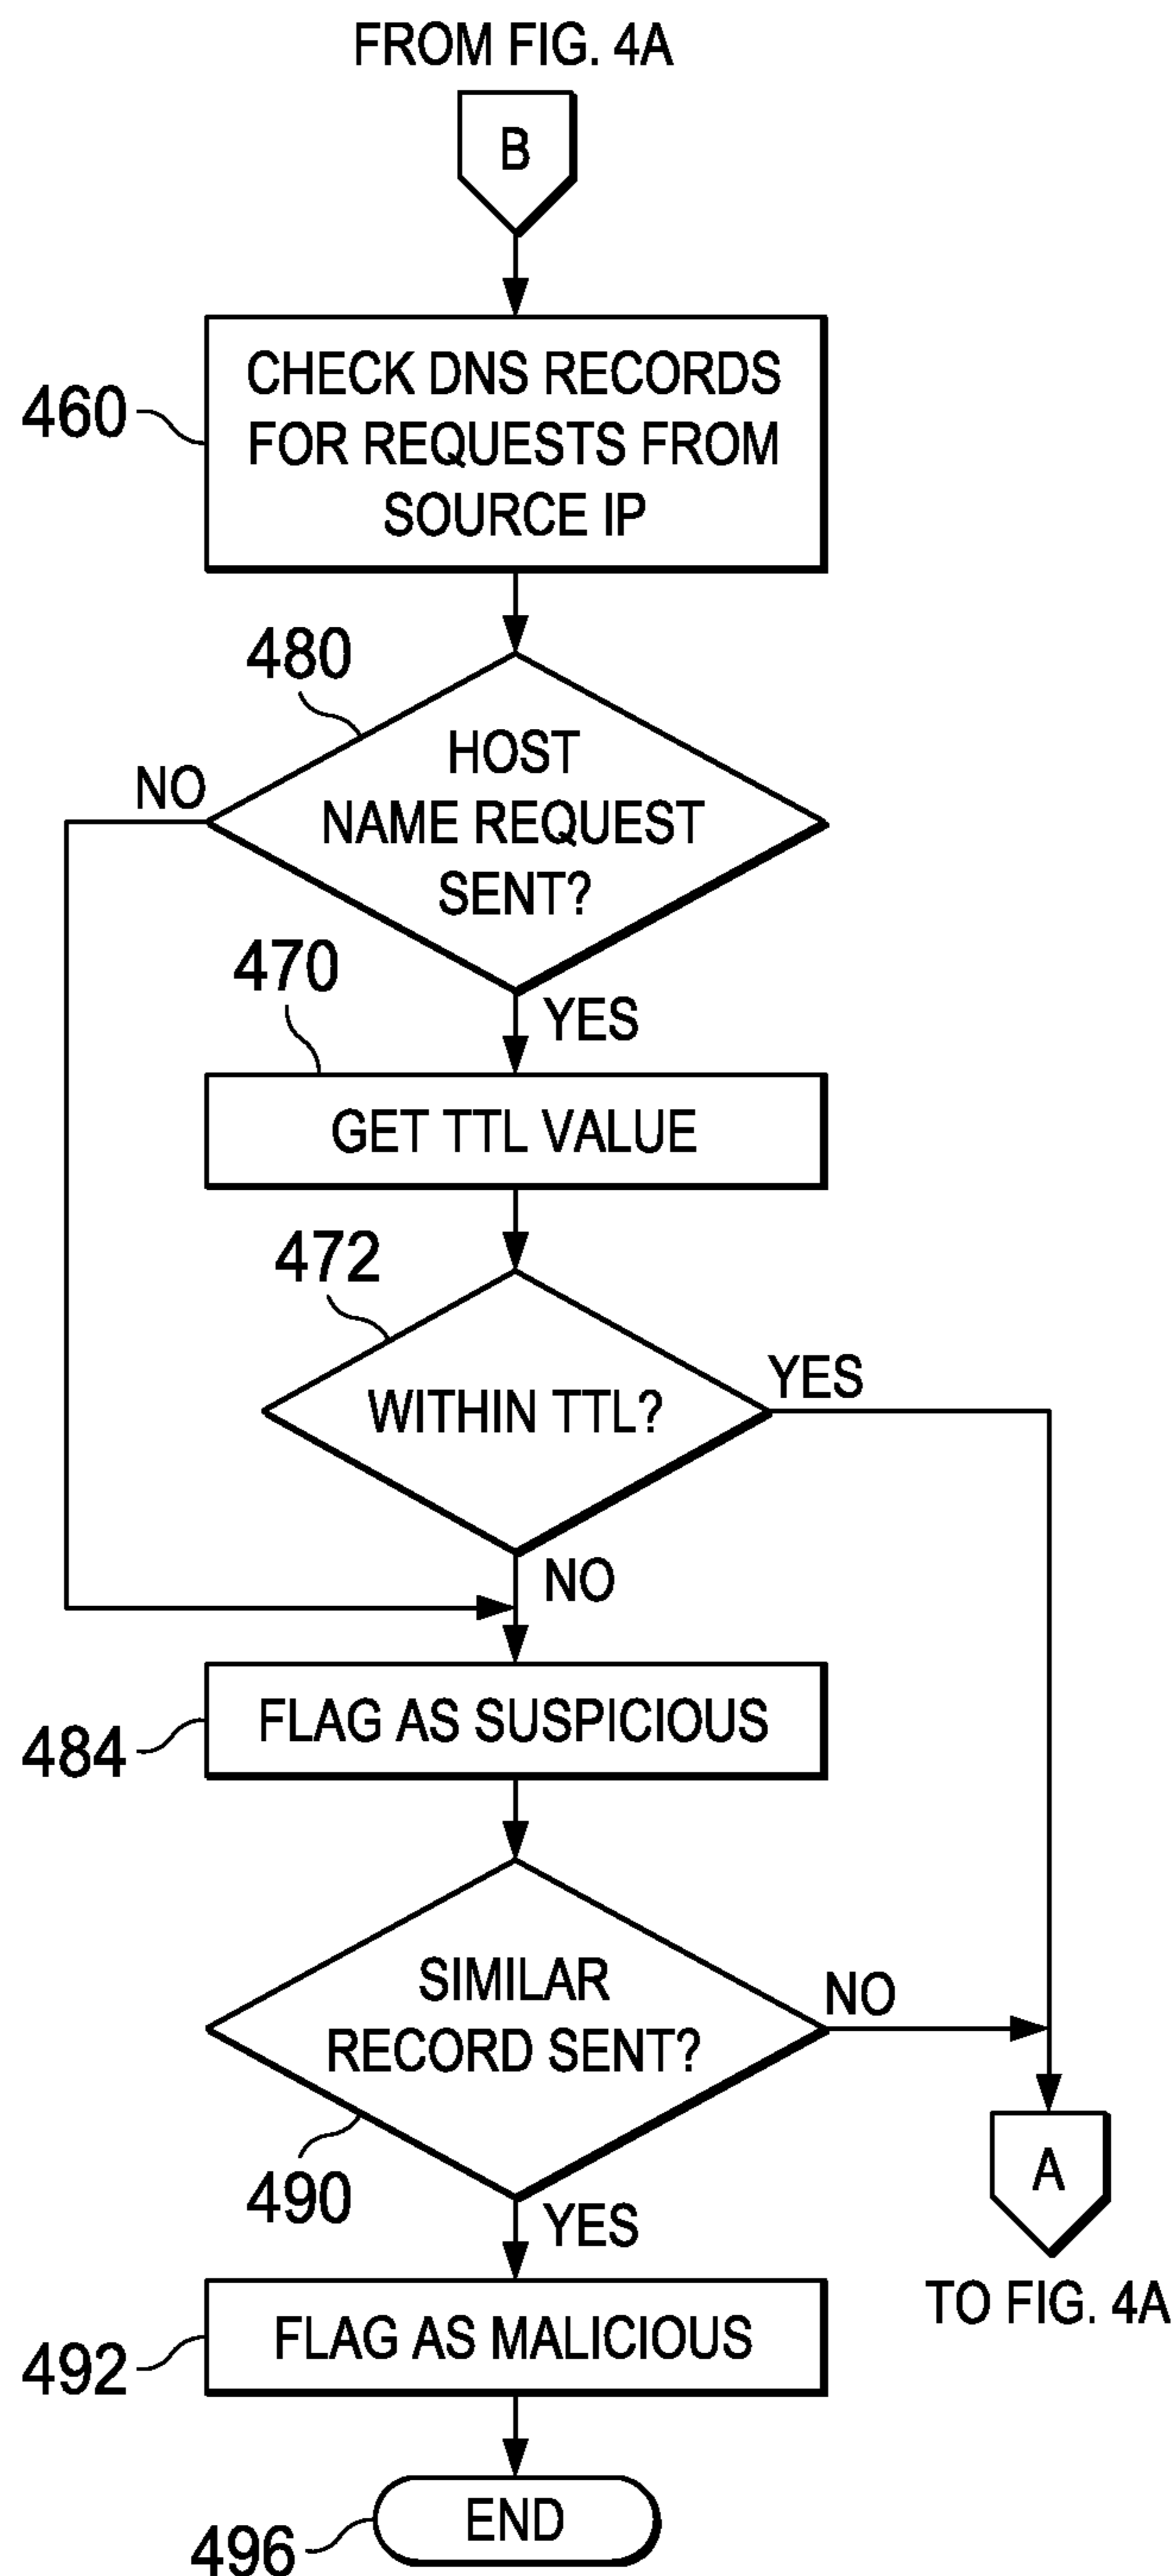 FROM FIG. 4A
B
460
CHECK DNS RECORDS
FOR REQUESTS FROM
SOURCE IP
480
HOST
NAME REQUEST
SENT?
NO
YES
470
GET TTL VALUE
472
WITHIN TTL?
YES
NO
484
FLAG AS SUSPICIOUS
SIMILAR
RECORD SENT?
NO
490
YES
A
TO FIG. 4A
492
FLAG AS MALICIOUS
END
496